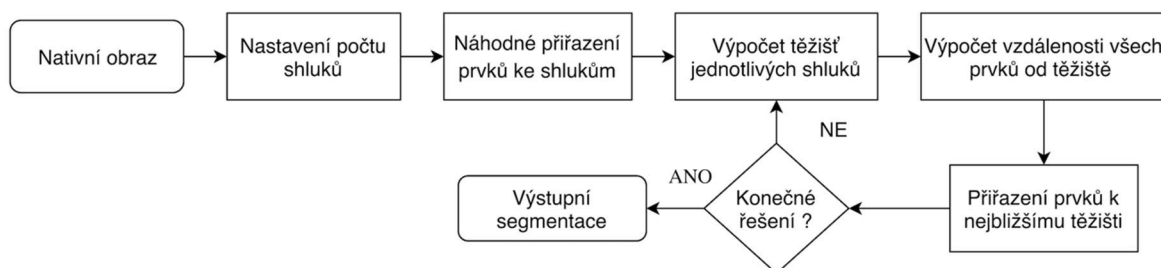 Nativní obraz
Nastavení počtu
shluků
Náhodné přiřazení
prvků ke shlukům
Výpočet těžišť
jednotlivých shluků
Výpočet vzdálenosti všech
prvků od těžiště
Přiřazení prvků k
nejbližšímu těžišti
Konečné
řešení ?
NE
ANO
Výstupní
segmentace